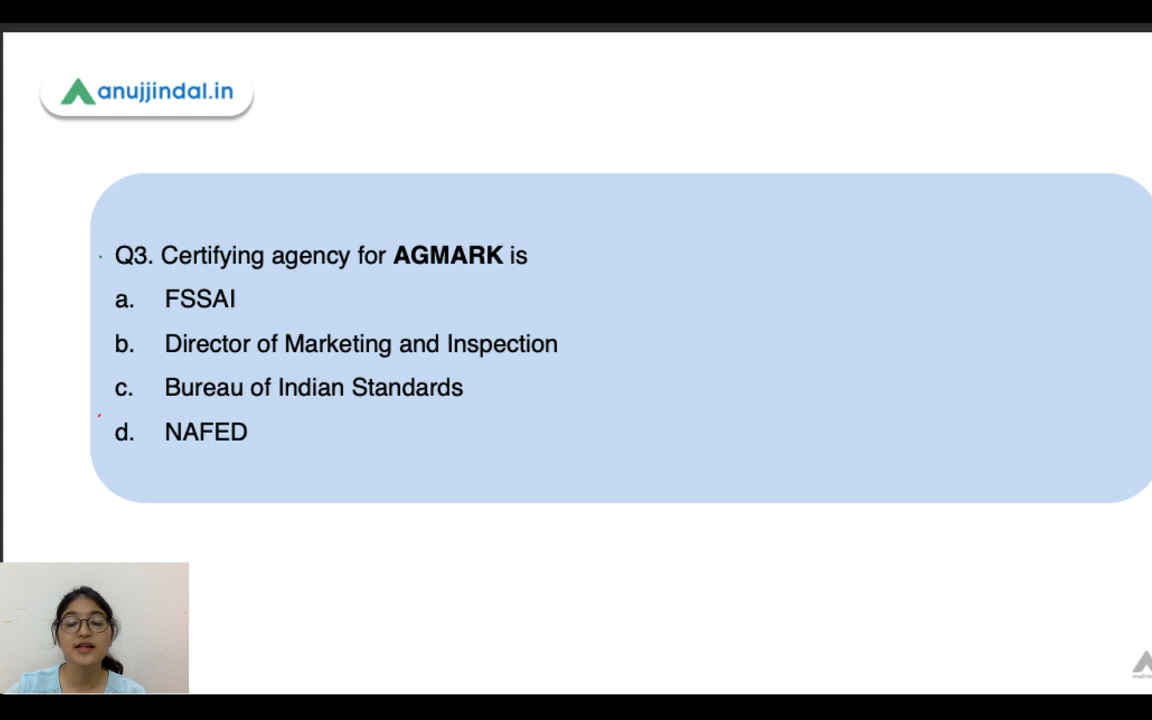 anujjindal.in
Q3. Certifying agency for AGMARK is
a. FSSAI
b. Director of Marketing and Inspection
c. Bureau of Indian Standards
d. NAFED